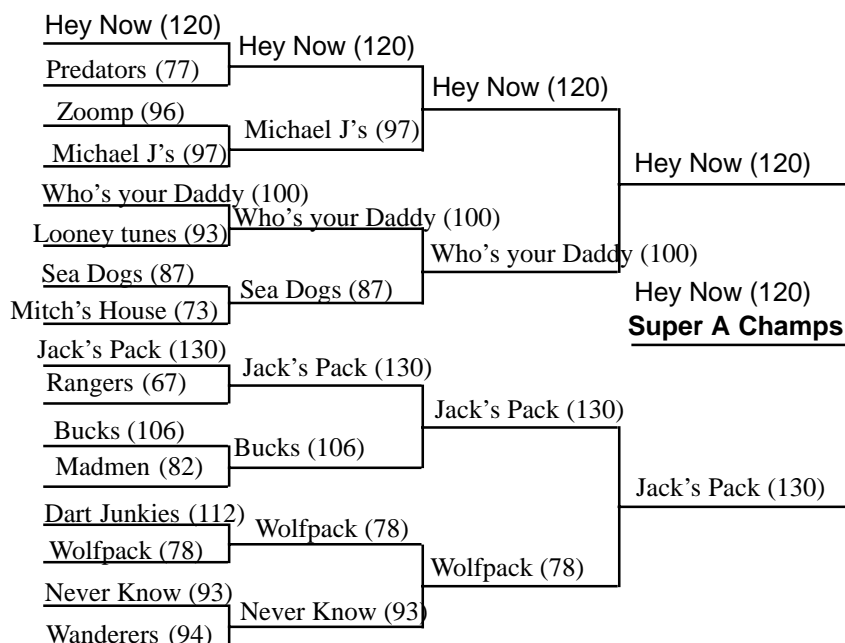 Hey Now (120)
Predators (77)
Zoomp (96)
Michael J's (97)
Who's your Daddy (100)
Looney tunes (93)
Sea Dogs (87)
Mitch's House (73)
Jack's Pack (130)
Rangers (67)
Bucks (106)
Madmen (82)
Dart Junkies (112)
Wolfpack (78)
Never Know (93)
Wanderers (94)
Hey Now (120)
Michael J's (97)
Who's your Daddy (100)
Sea Dogs (87)
Jack's Pack (130)
Bucks (106)
Wolfpack (78)
Never Know (93)
Hey Now (120)
Who's your Daddy (100)
Jack's Pack (130)
Wolfpack (78)
Hey Now (120)
Jack's Pack (130)
Hey Now (120)
Super A Champs